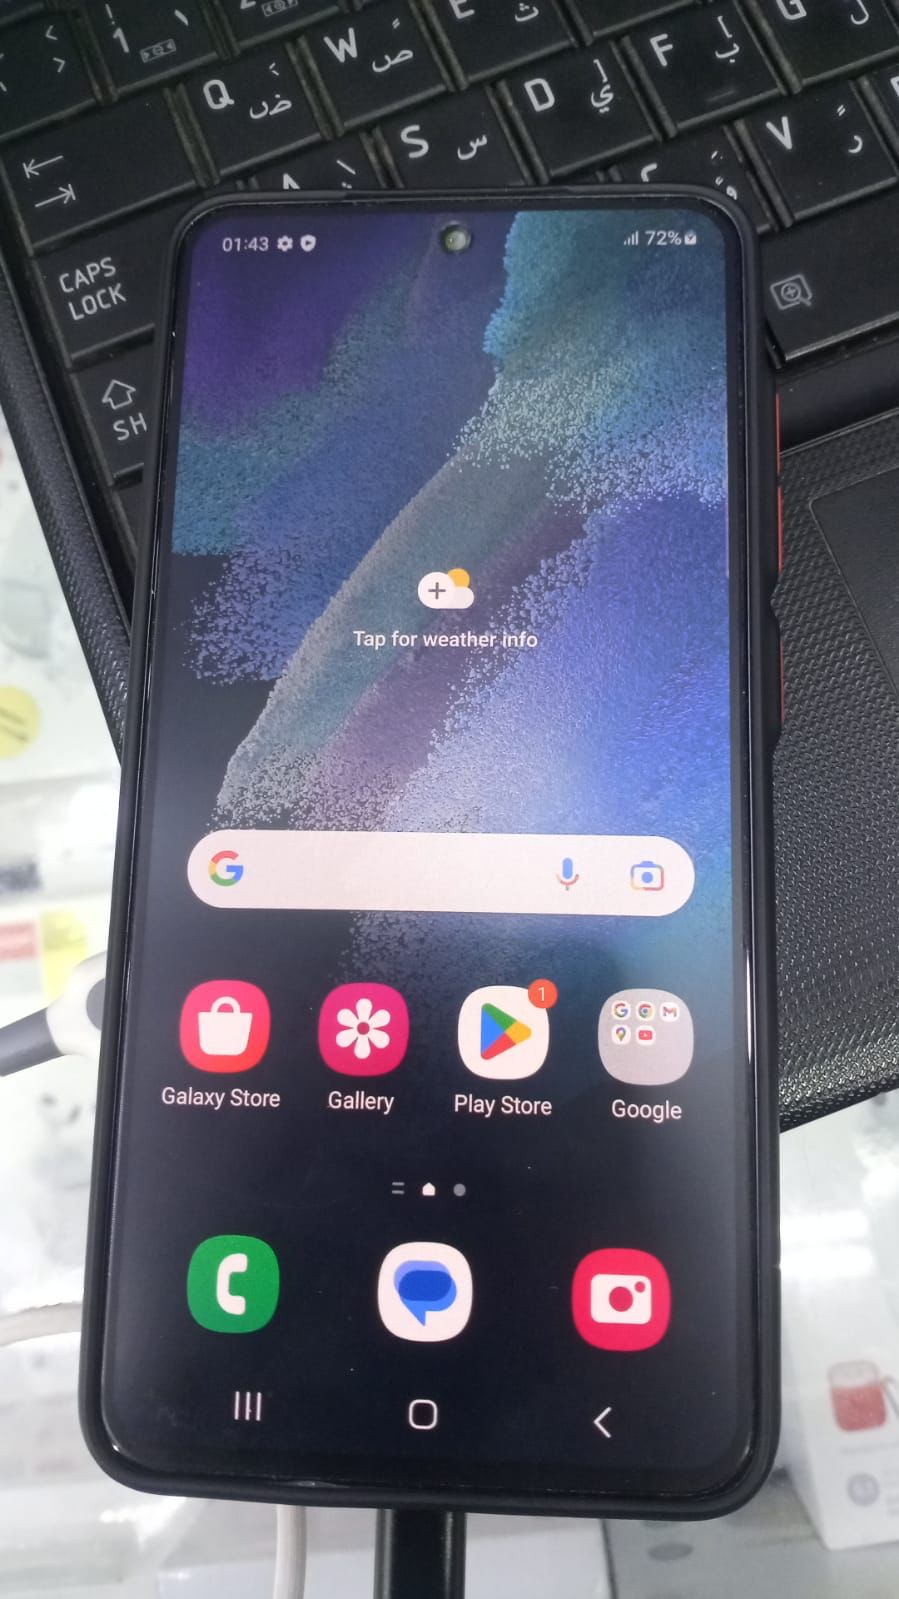 1
Q ض
W ص
E ث
S س
D ي
F ب
G ل
V ر
CAPS
LOCK
SH
01:43
72%
Tap for weather info
G
1
Galaxy Store
Gallery
Play Store
Google